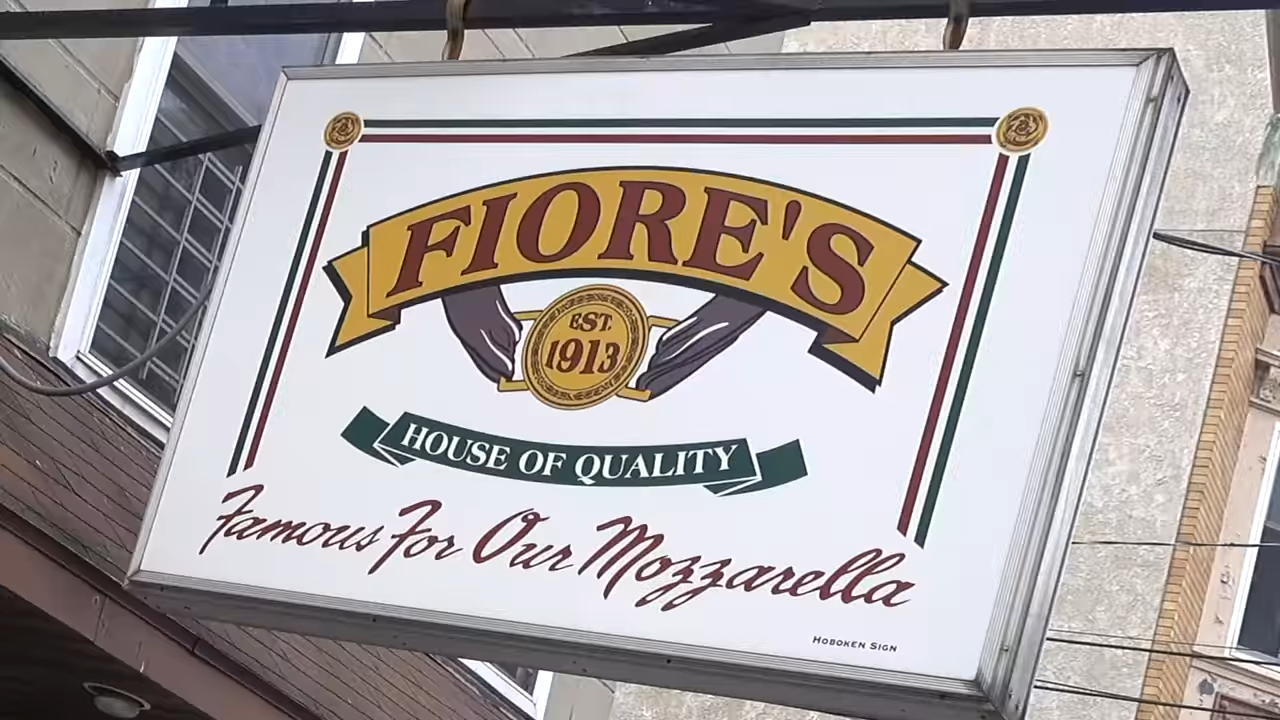 FIORE'S
EST.
1913
HOUSE OF QUALITY
Famous For Our Mozzarella
HOBOKEN SIGN